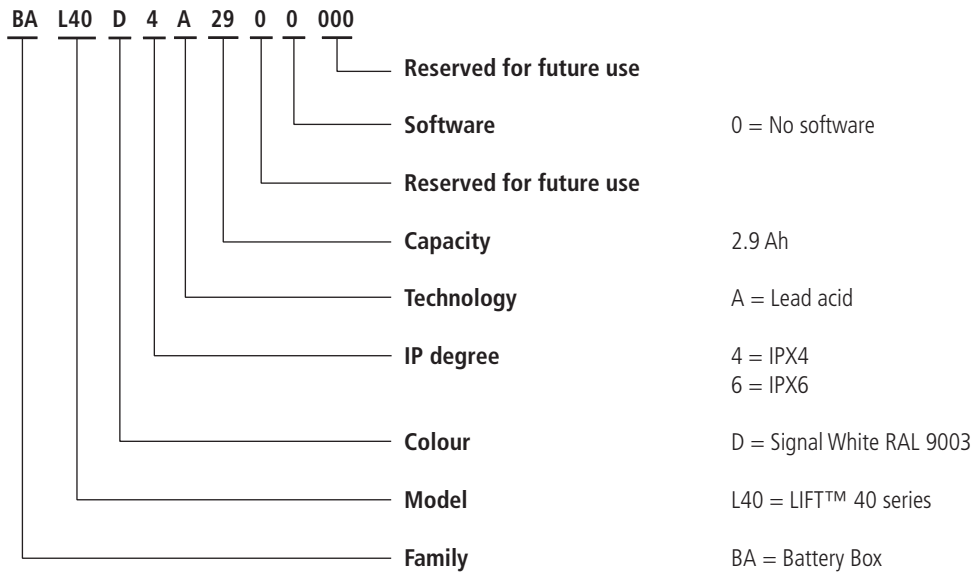 BA L40 D 4 A 29 0 0 000
Reserved for future use
Software 0 = No software
Reserved for future use
Capacity 2.9 Ah
Technology A = Lead acid
IP degree 4 = IPX4
6 = IPX6
Colour D = Signal White RAL 9003
Model L40 = LIFT™ 40 series
Family BA = Battery Box